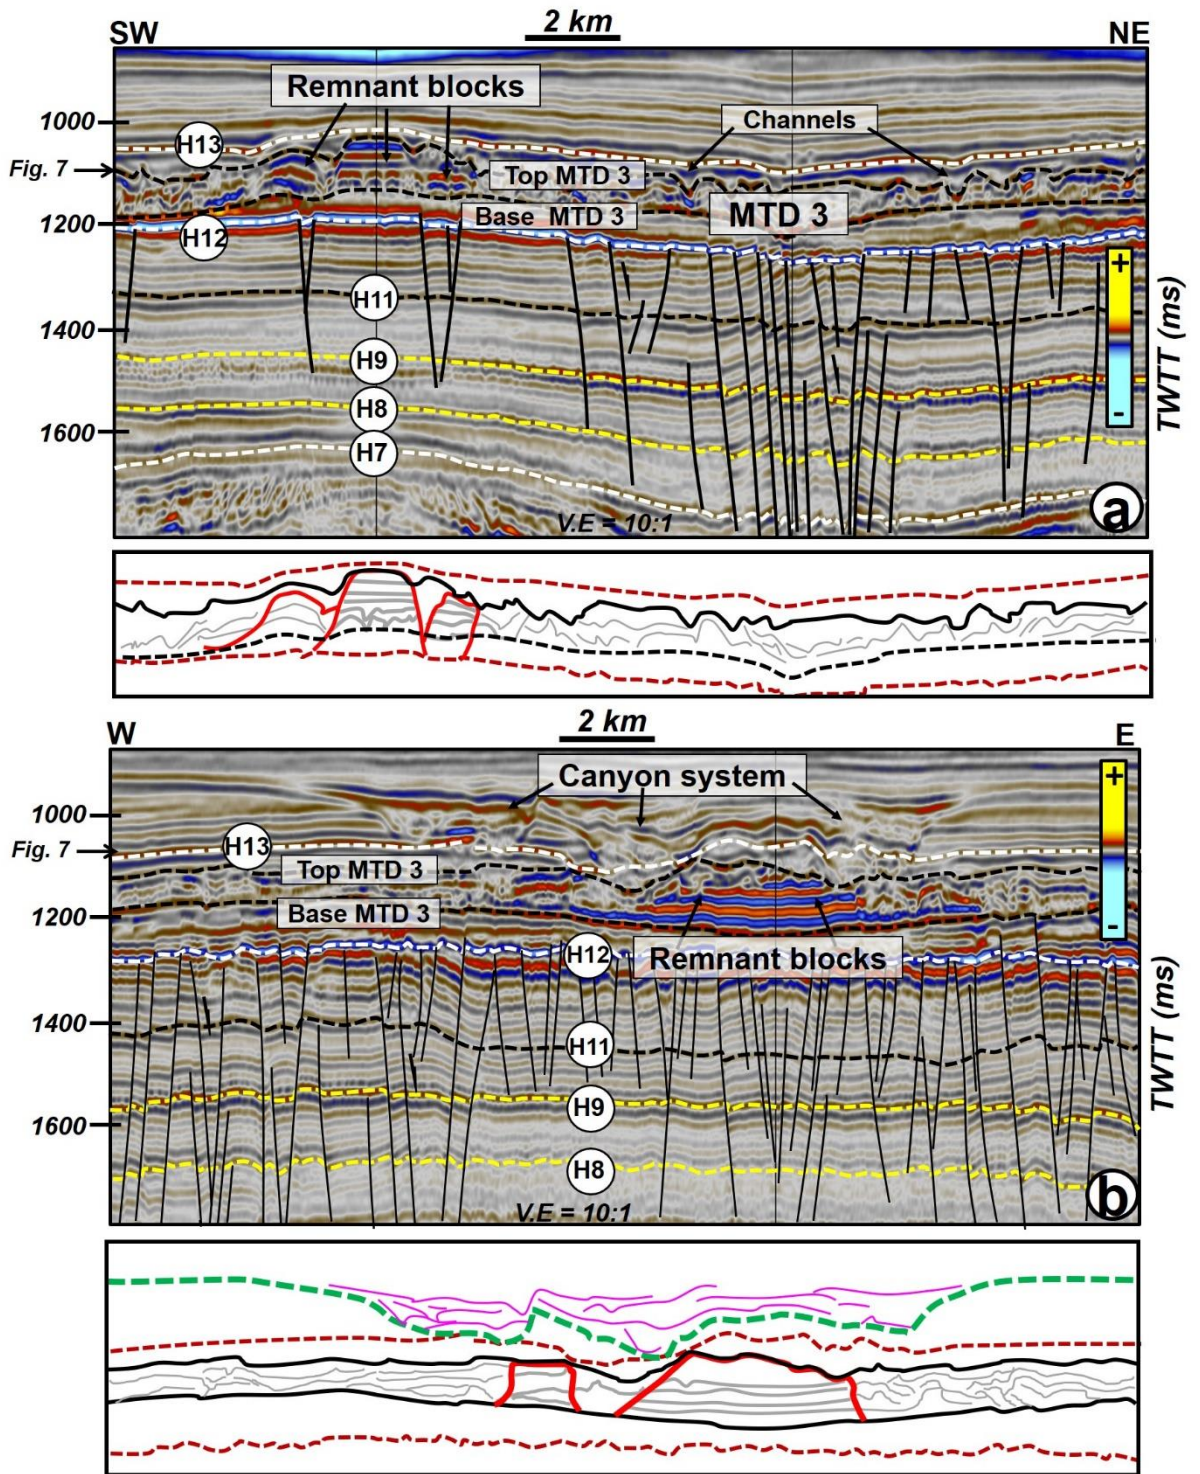 SW 2 km NE
Remnant blocks
1000
H13
Channels
Fig. 7
Top MTD 3
Base MTD 3
MTD 3
1200
H12
+
H11
1400
H9
-
TWTT (ms)
H8
1600
H7
V.E = 10:1
a
W 2 km E
Canyon system
+
1000
H13
Fig. 7
Top MTD 3
Base MTD 3
1200
-
H12
Remnant blocks
1400
H11
TWTT (ms)
H9
1600
H8
V.E = 10:1
b